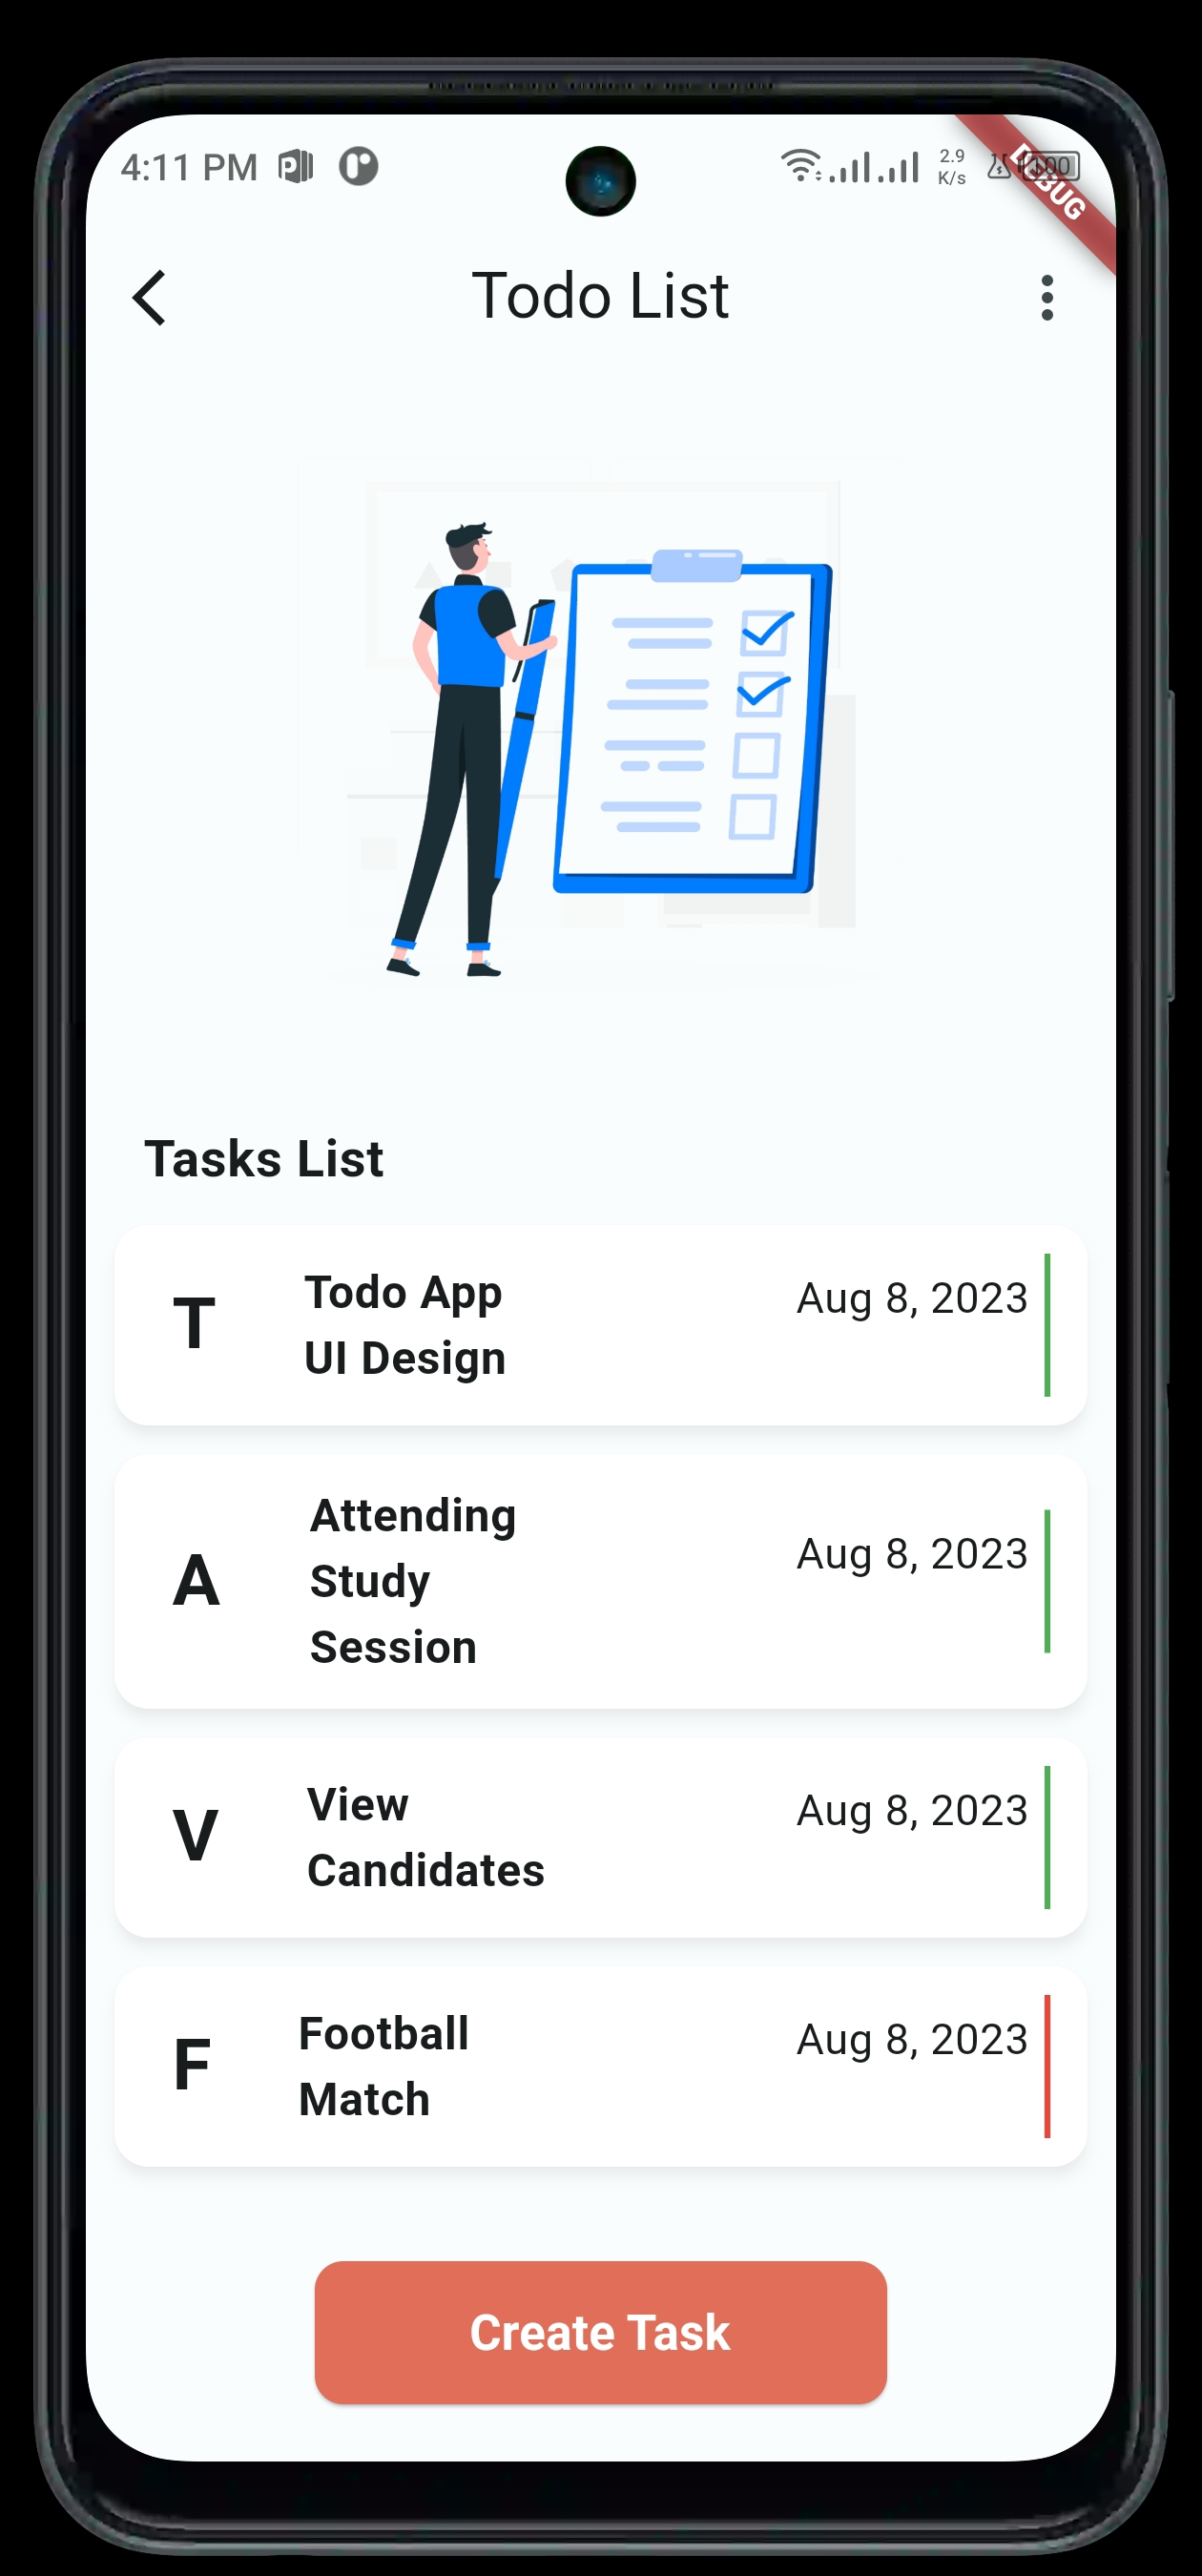 4:11 PM
2.9
K/s
100
DEBUG
Todo List
Tasks List
T
Todo App
UI Design
Aug 8, 2023
A
Attending
Study
Session
Aug 8, 2023
V
View
Candidates
Aug 8, 2023
F
Football
Match
Aug 8, 2023
Create Task